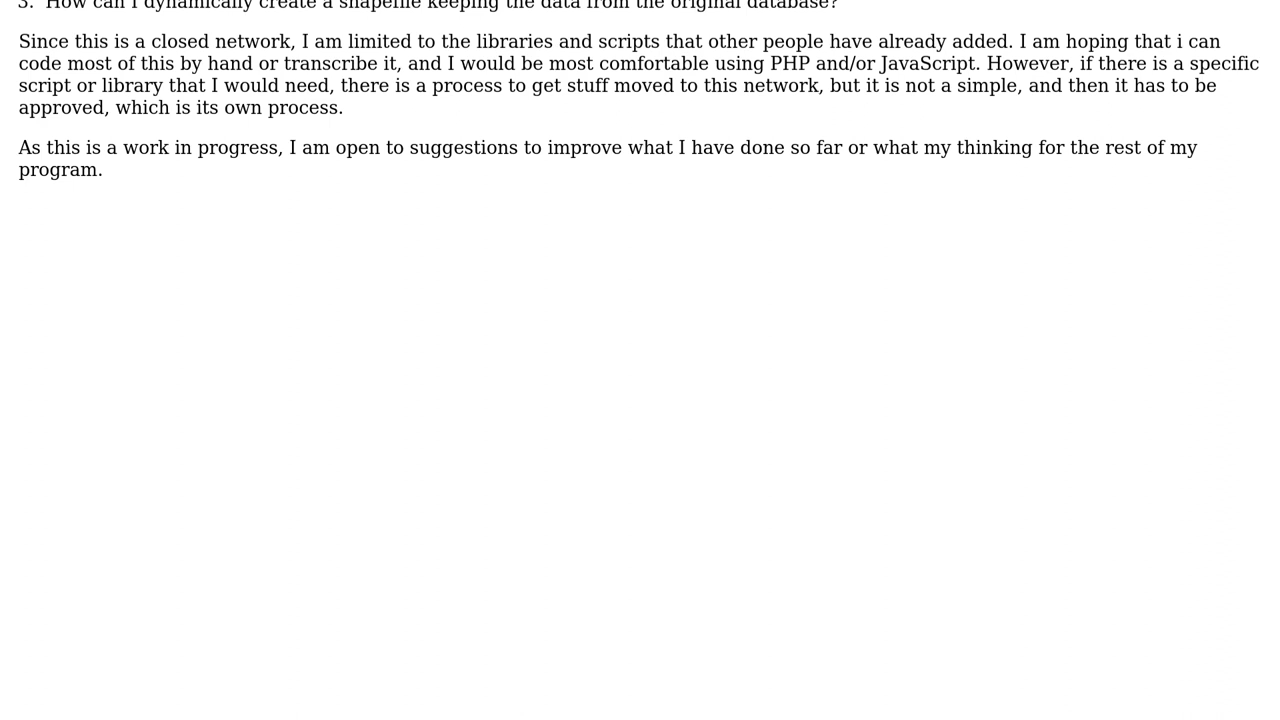 3. How can I dynamically create a shapefile keeping the data from the original database?
Since this is a closed network, I am limited to the libraries and scripts that other people have already added. I am hoping that i can
code most of this by hand or transcribe it, and I would be most comfortable using PHP and/or JavaScript. However, if there is a specific
script or library that I would need, there is a process to get stuff moved to this network, but it is not a simple, and then it has to be
approved, which is its own process.
As this is a work in progress, I am open to suggestions to improve what I have done so far or what my thinking for the rest of my
program.